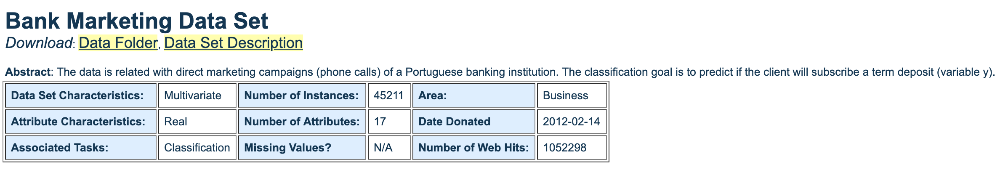 Bank Marketing Data Set
Download: Data Folder, Data Set Description
Abstract: The data is related with direct marketing campaigns (phone calls) of a Portuguese banking institution. The classification goal is to predict if the client will subscribe a term deposit (variable y).
Data Set Characteristics: Multivariate Number of Instances: 45211 Area: Business
Attribute Characteristics: Real Number of Attributes: 17 Date Donated 2012-02-14
Associated Tasks: Classification Missing Values? N/A Number of Web Hits: 1052298